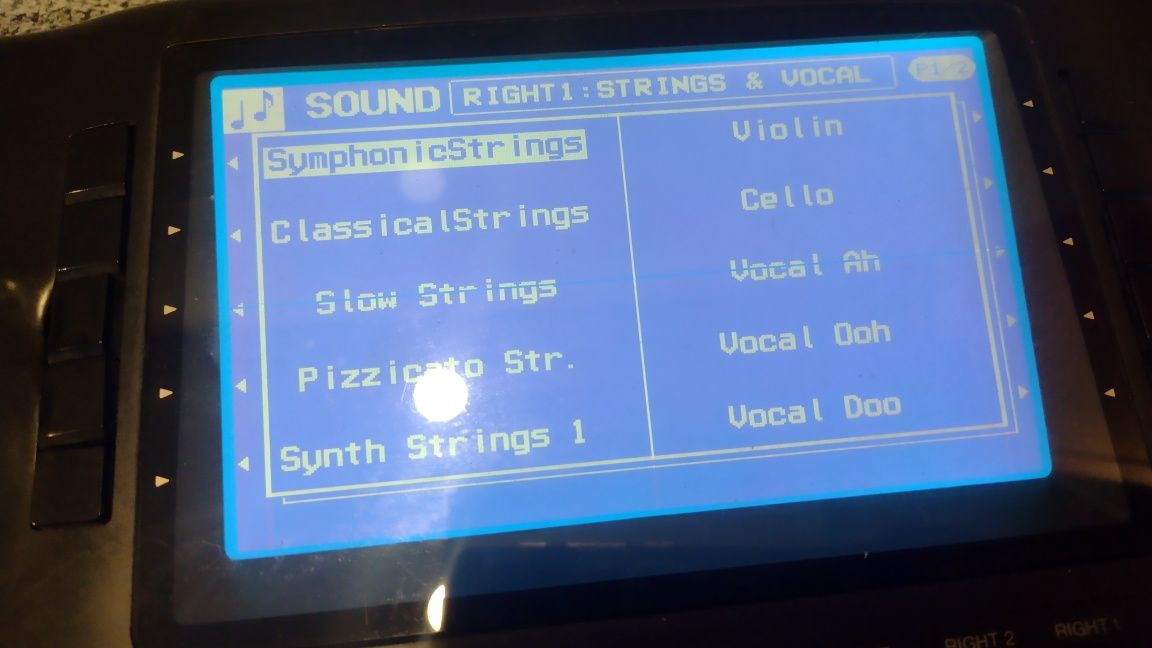 SOUND RIGHT1:STRINGS & VOCAL P1/2
SymphonicStrings
ClassicalStrings
Slow Strings
Pizzicato Str.
Synth Strings 1
Violin
Cello
Vocal Ah
Vocal Ooh
Vocal Doo
RIGHT 2 RIGHT 1